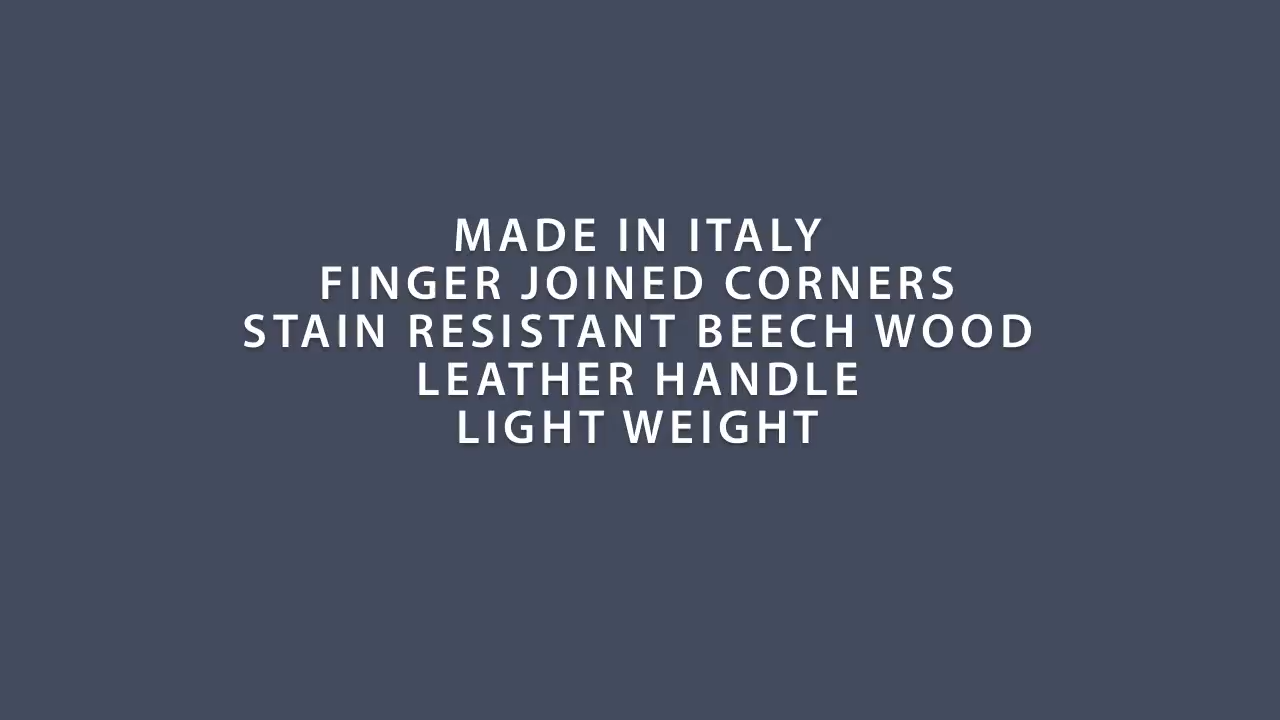 MADE IN ITALY
FINGER JOINED CORNERS
STAIN RESISTANT BEECH WOOD
LEATHER HANDLE
LIGHT WEIGHT